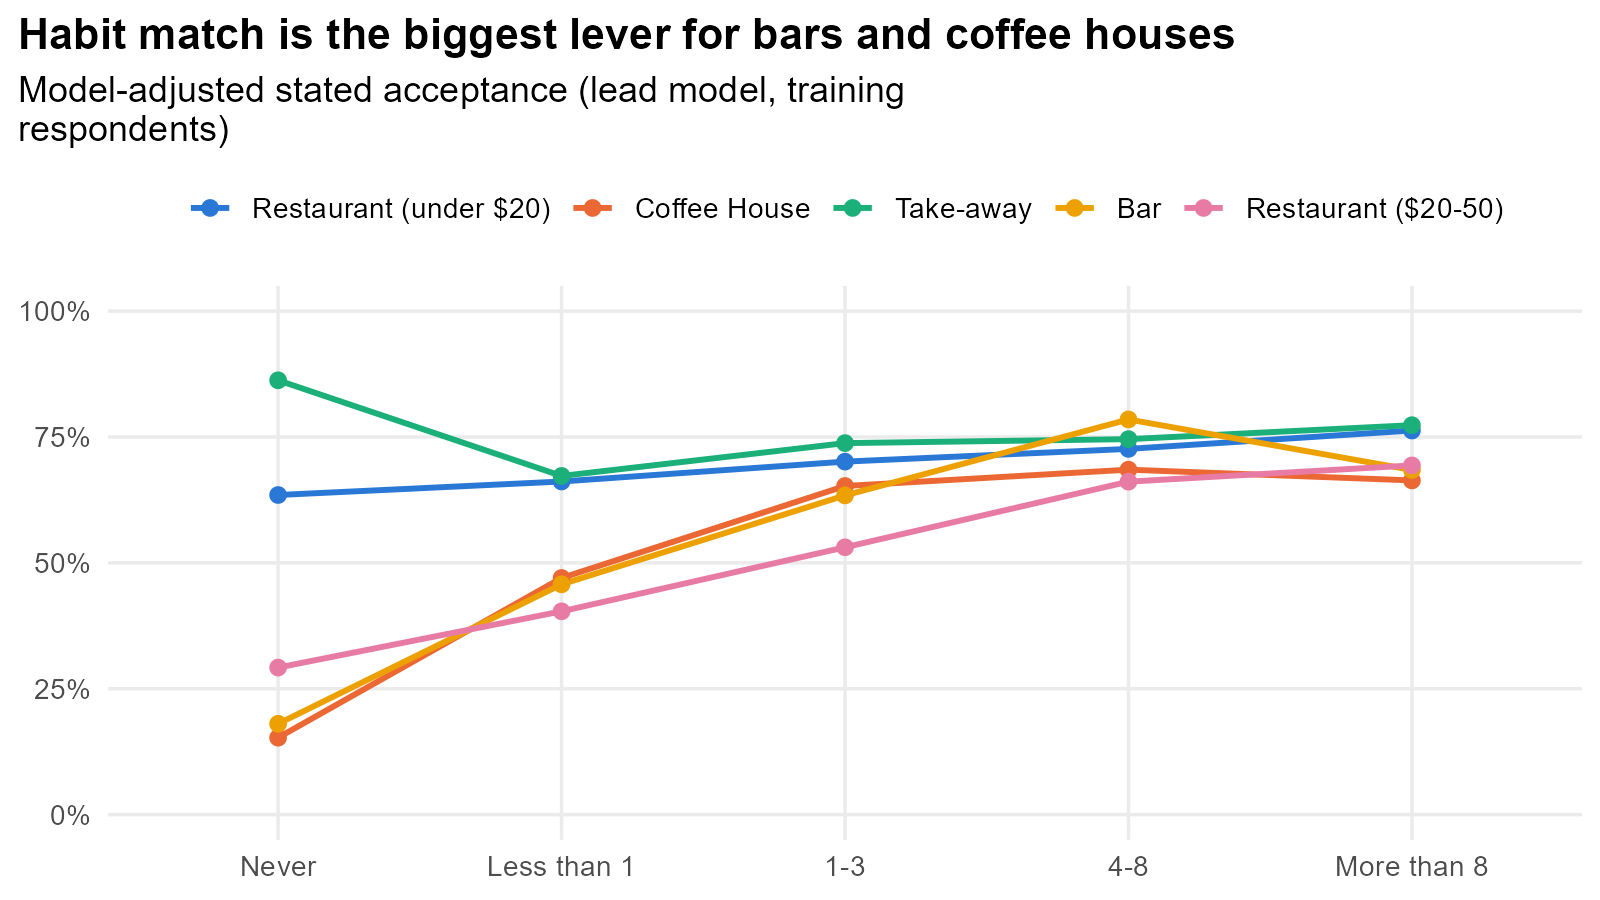 Habit match is the biggest lever for bars and coffee houses
Model-adjusted stated acceptance (lead model, training
respondents)
Restaurant (under $20) Coffee House Take-away Bar Restaurant ($20-50)
100%
75%
50%
25%
0%
Never Less than 1 1-3 4-8 More than 8